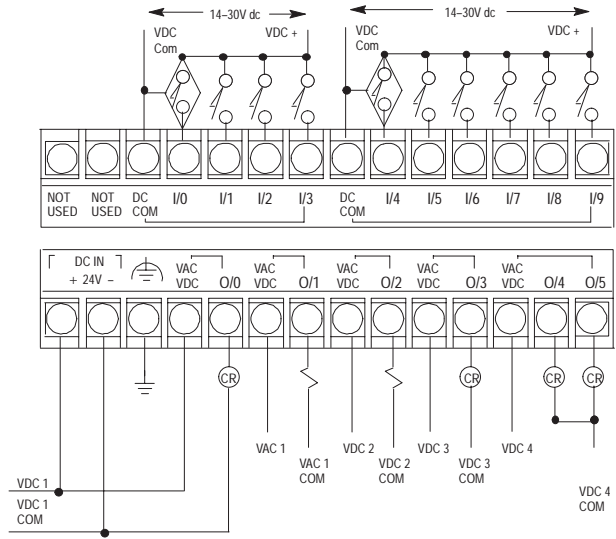 14–30V dc
14–30V dc
VDC
Com
VDC +
VDC
Com
VDC +
NOT
USED
NOT
USED
DC
COM
I/0
I/1
I/2
I/3
DC
COM
I/4
I/5
I/6
I/7
I/8
I/9
DC IN
+ 24V –
VAC
VDC
O/0
VAC
VDC
O/1
VAC
VDC
O/2
VAC
VDC
O/3
VAC
VDC
O/4
O/5
CR
CR
CR
CR
VAC 1
VAC 1
COM
VDC 2
VDC 2
COM
VDC 3
VDC 3
COM
VDC 4
VDC 4
COM
VDC 1
VDC 1
COM